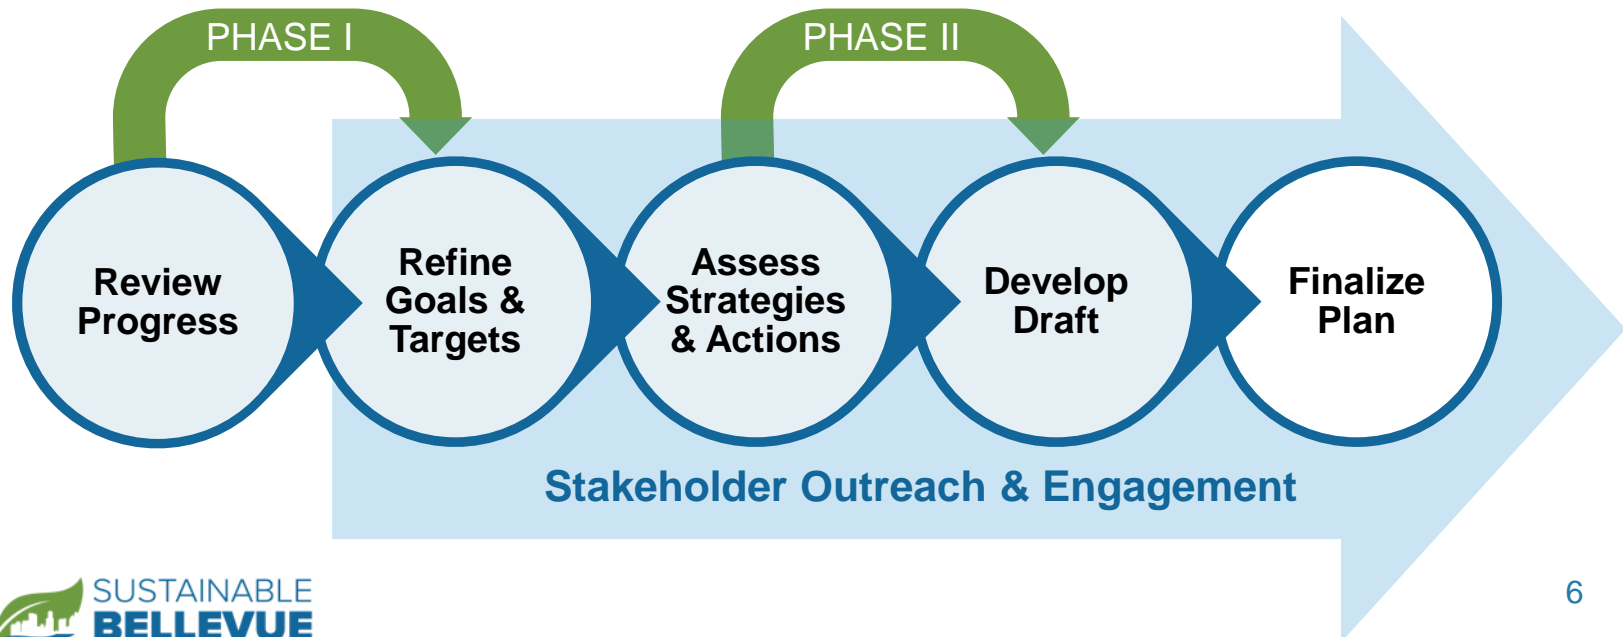 PHASE I
PHASE II
Review
Progress
Refine
Goals &
Targets
Assess
Strategies
& Actions
Develop
Draft
Finalize
Plan
Stakeholder Outreach & Engagement
SUSTAINABLE
BELLEVUE
6